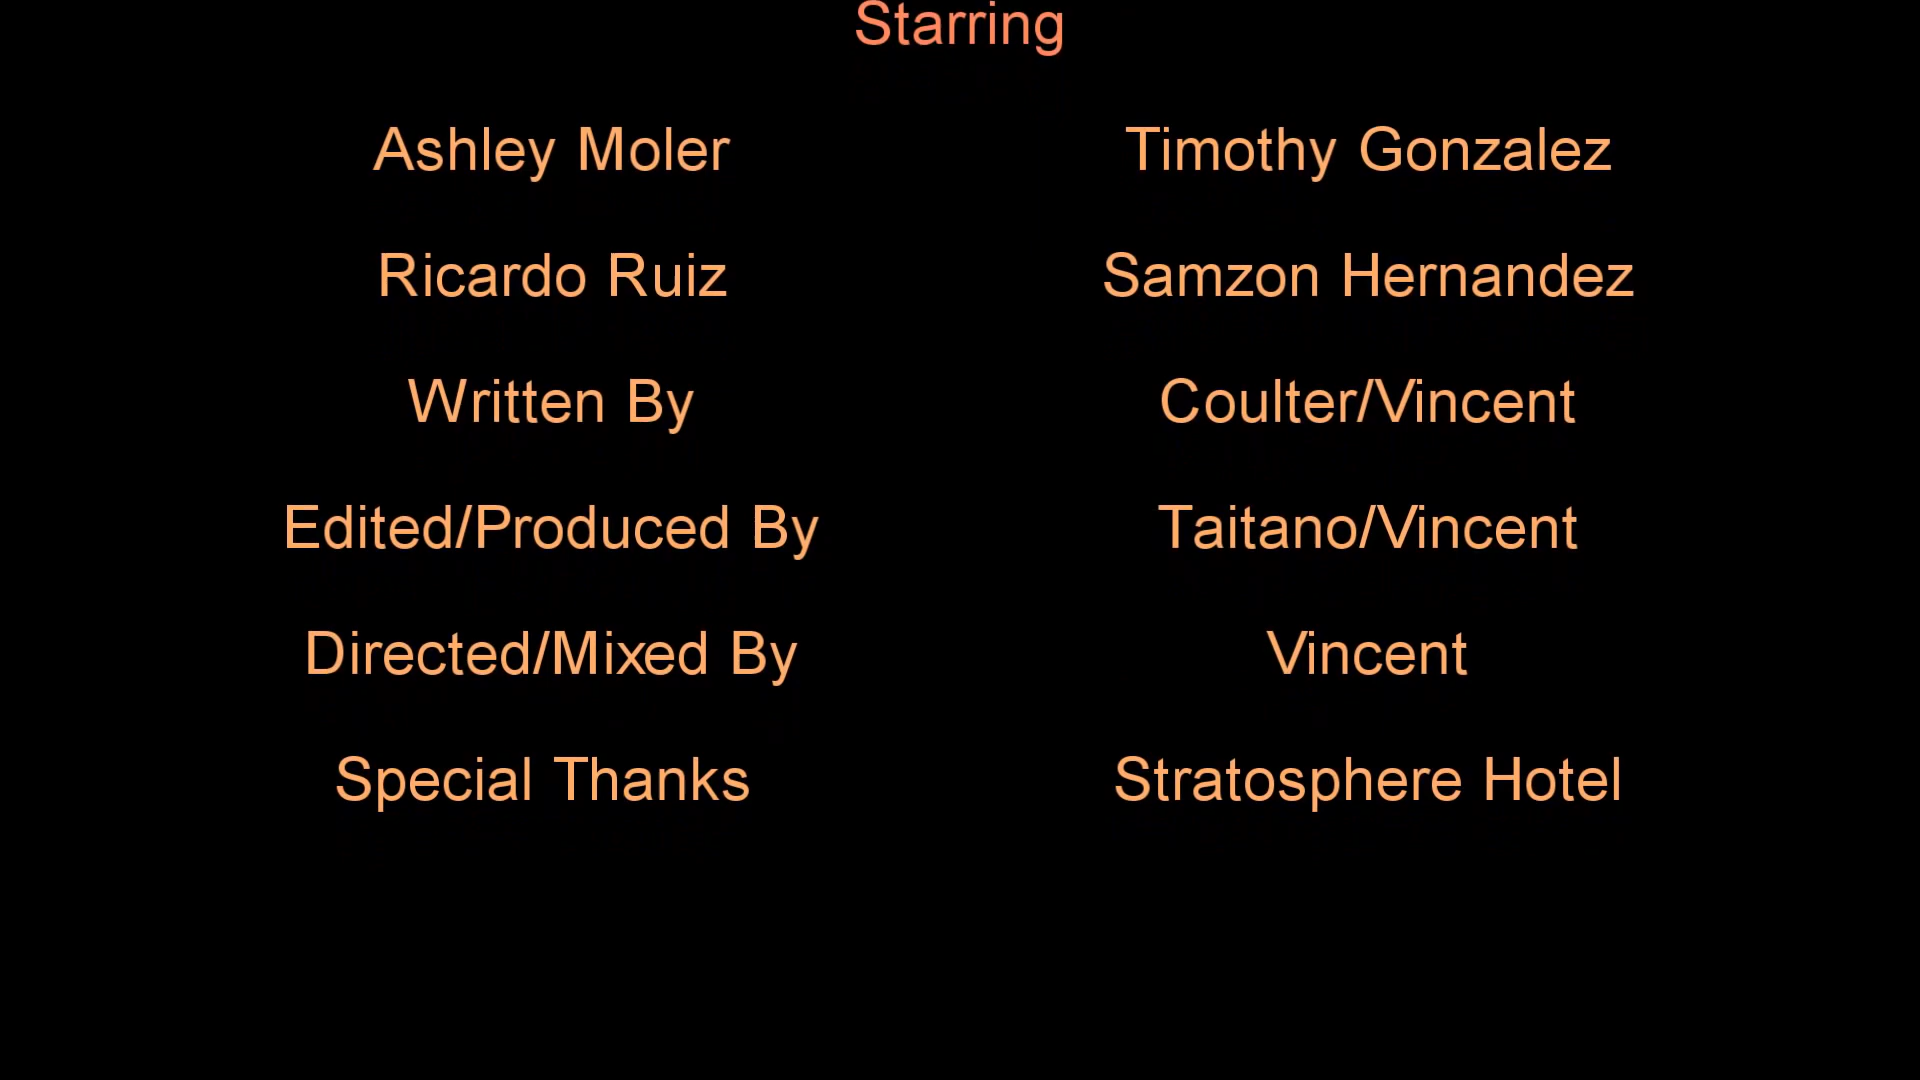 Starring
Ashley Moler Timothy Gonzalez
Ricardo Ruiz Samzon Hernandez
Written By Coulter/Vincent
Edited/Produced By Taitano/Vincent
Directed/Mixed By Vincent
Special Thanks Stratosphere Hotel